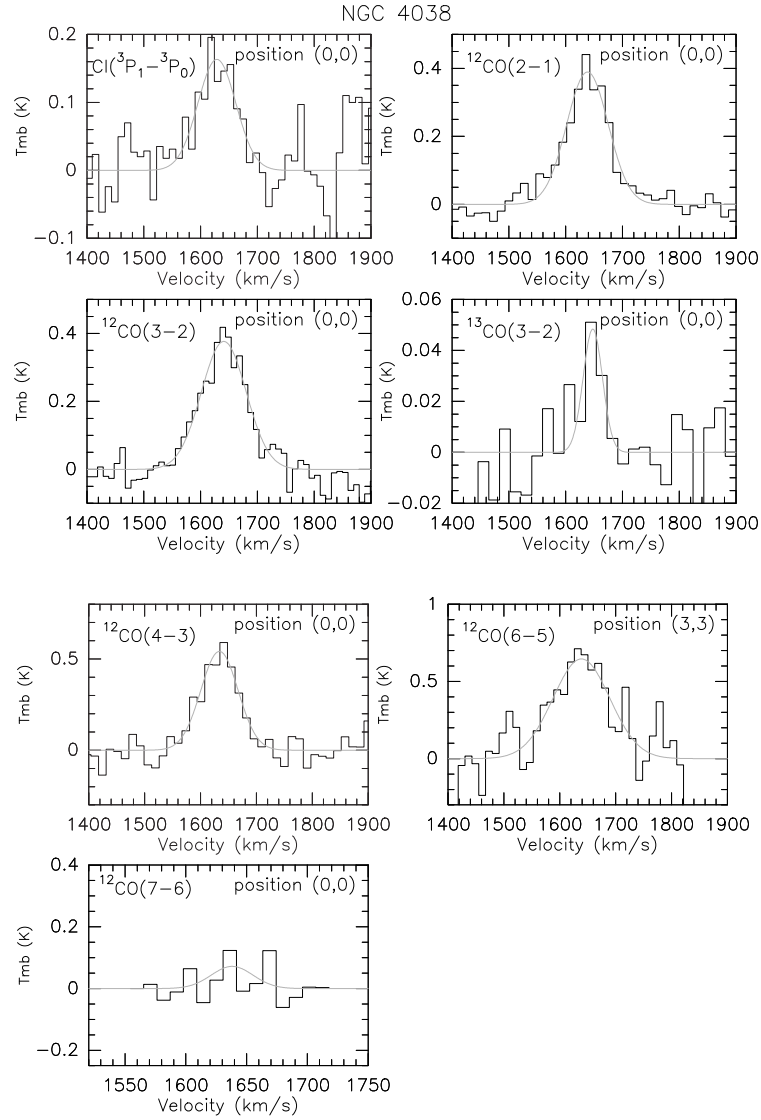 NGC 4038
CI(³P₁−³P₀) position (0,0)
Tmb (K)
0.2
0.1
0
−0.1
1400 1500 1600 1700 1800 1900
Velocity (km/s)
¹²CO(2−1) position (0,0)
Tmb (K)
0.4
0.2
0
1400 1500 1600 1700 1800 1900
Velocity (km/s)
¹²CO(3−2) position (0,0)
Tmb (K)
0.4
0.2
0
1400 1500 1600 1700 1800 1900
Velocity (km/s)
¹³CO(3−2) position (0,0)
Tmb (K)
0.06
0.04
0.02
0
−0.02
1400 1500 1600 1700 1800 1900
Velocity (km/s)
¹²CO(4−3) position (0,0)
Tmb (K)
0.5
0
1400 1500 1600 1700 1800 1900
Velocity (km/s)
¹²CO(6−5) position (3,3)
Tmb (K)
1
0.5
0
1400 1500 1600 1700 1800 1900
Velocity (km/s)
¹²CO(7−6) position (0,0)
Tmb (K)
0.4
0.2
0
−0.2
1550 1600 1650 1700 1750
Velocity (km/s)